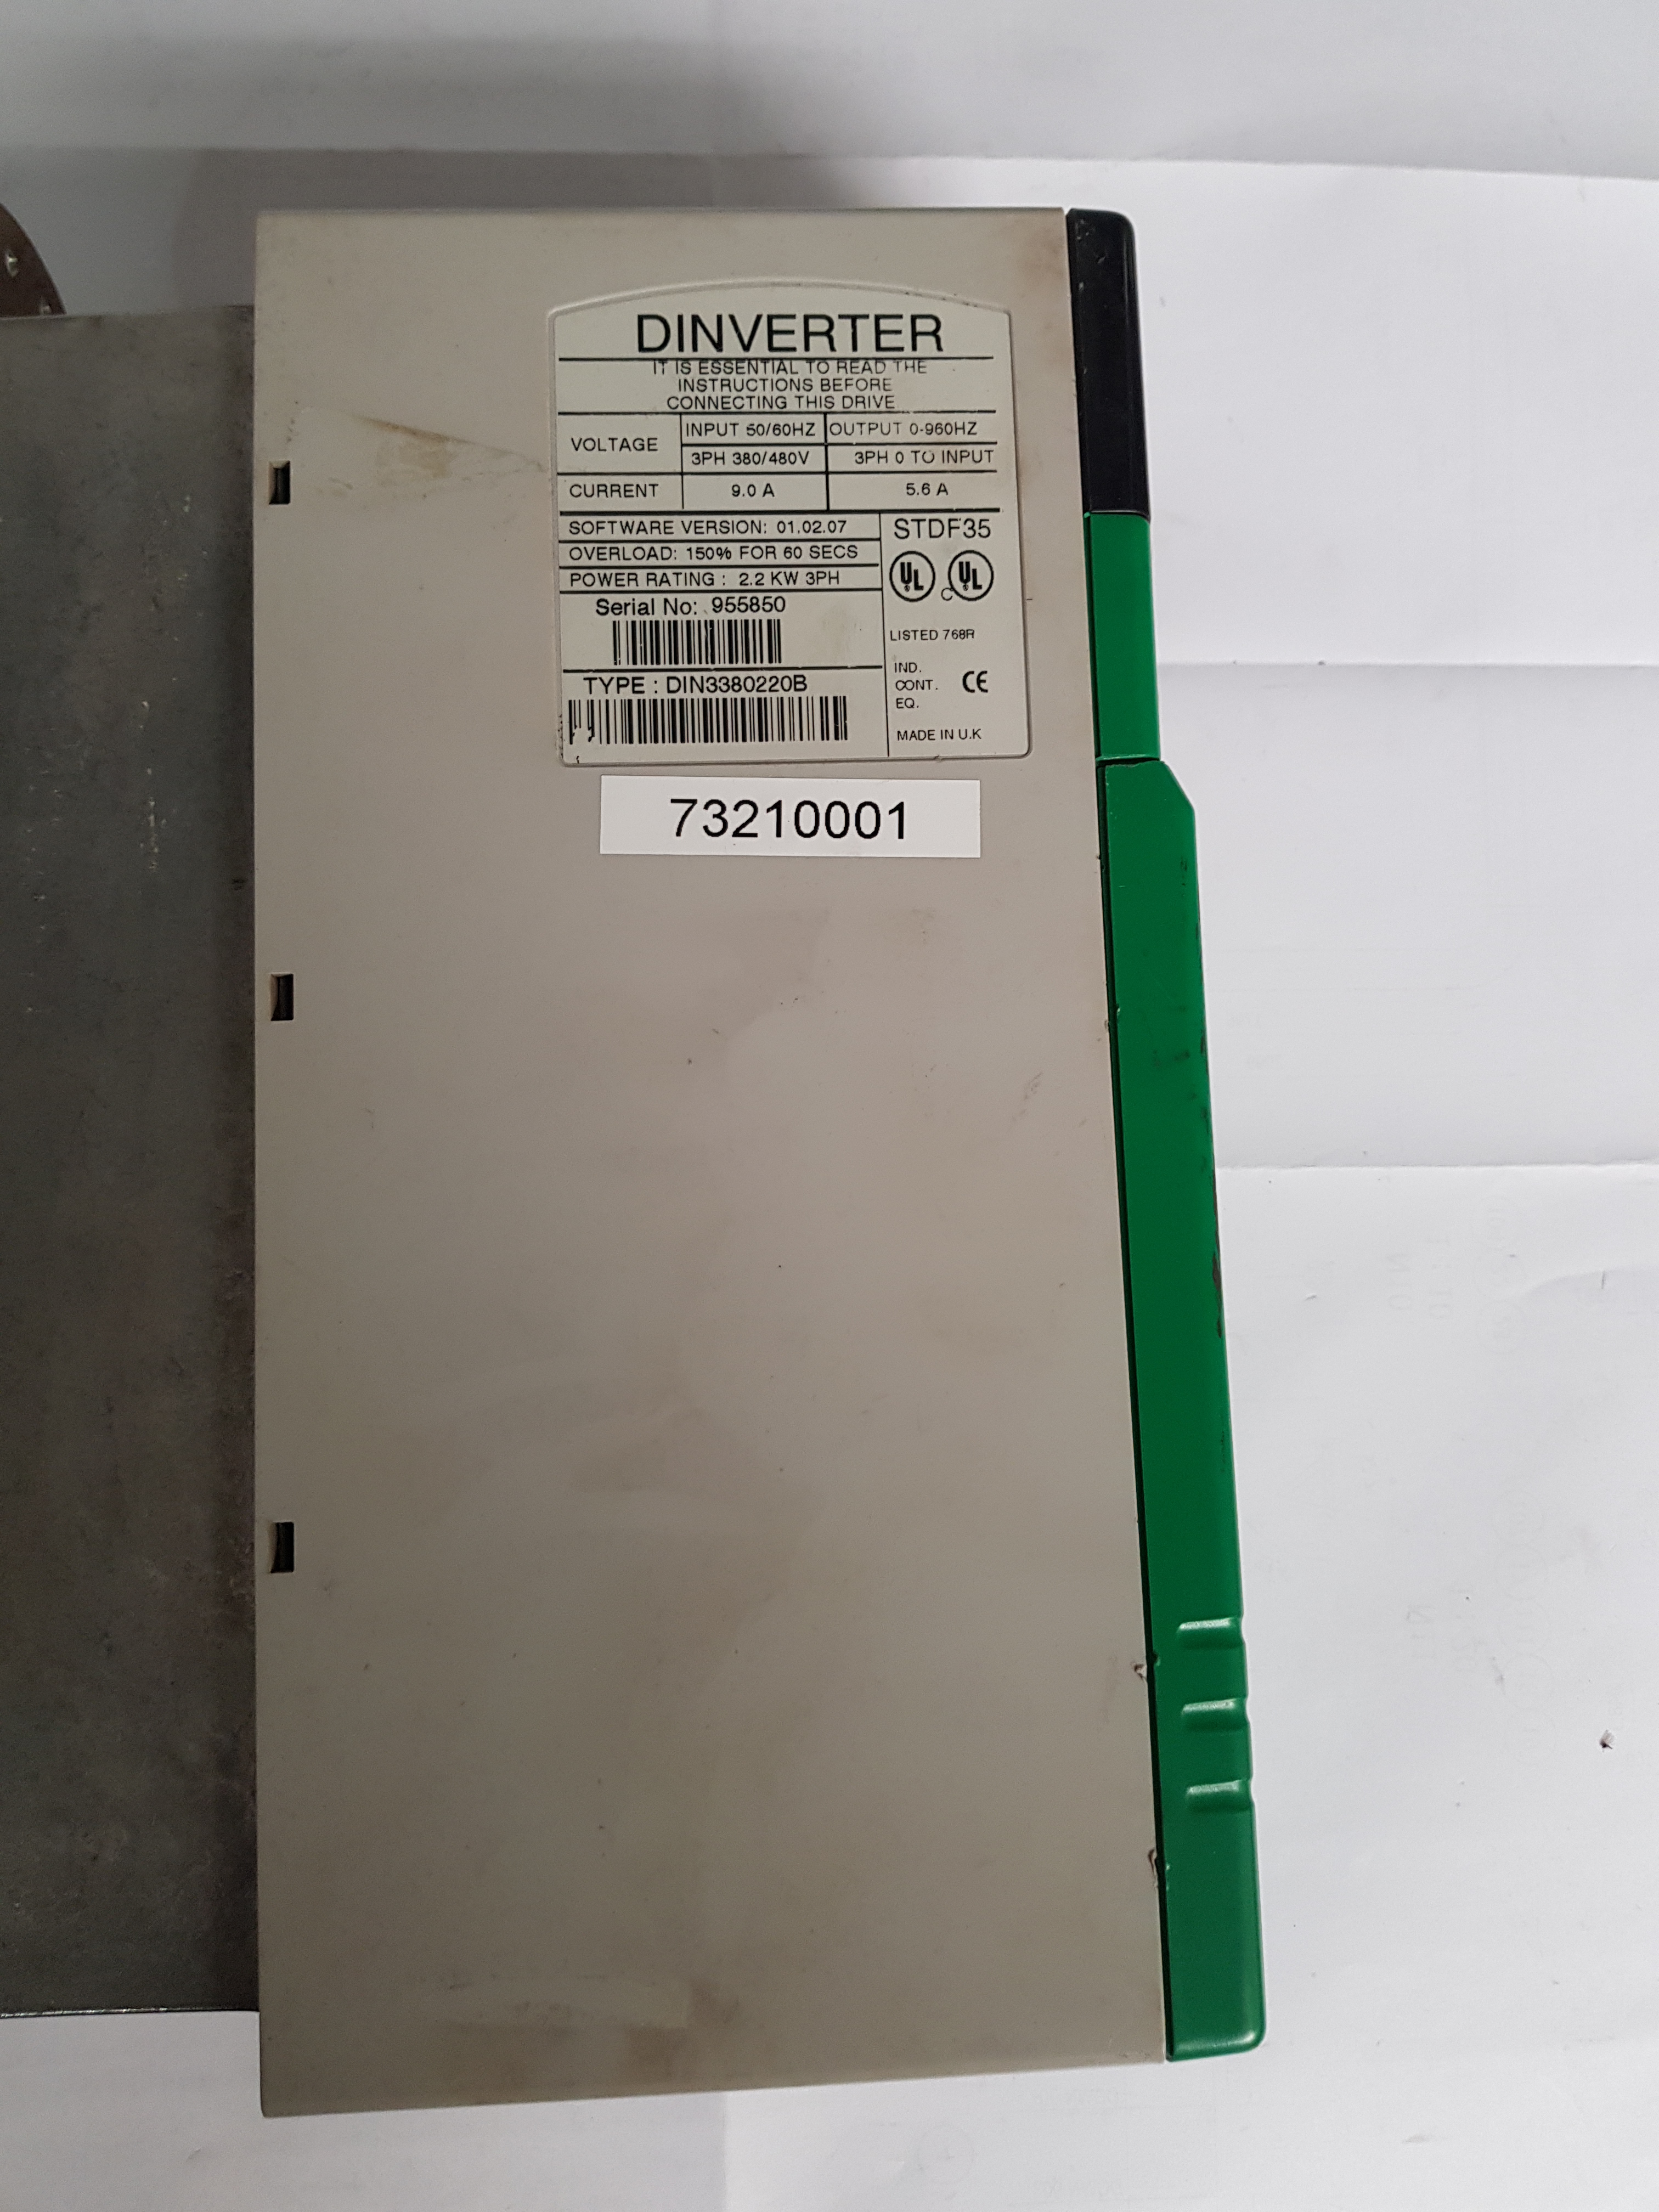 DINVERTER
IT IS ESSENTIAL TO READ THE
INSTRUCTIONS BEFORE
CONNECTING THIS DRIVE
VOLTAGE
INPUT 50/60HZ OUTPUT 0-960HZ
3PH 380/480V 3PH 0 TO INPUT
CURRENT 9.0 A 5.6 A
SOFTWARE VERSION: 01.02.07
OVERLOAD: 150% FOR 60 SECS
POWER RATING : 2.2 KW 3PH
Serial No: 955850
TYPE : DIN3380220B
STDF35
UL C UL
LISTED 768R
IND.
CONT. CE
EQ.
MADE IN U.K
73210001